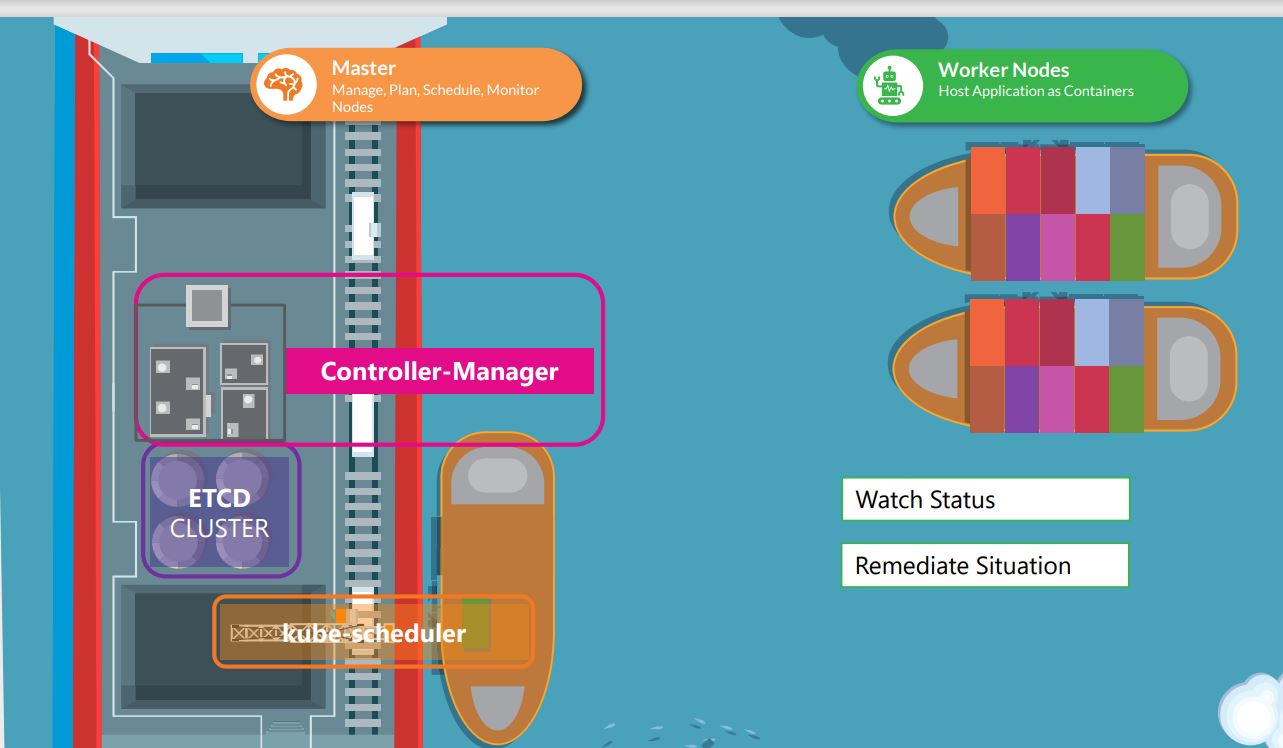 Master
Manage, Plan, Schedule, Monitor
Nodes
Worker Nodes
Host Application as Containers
Controller-Manager
ETCD
CLUSTER
kube-scheduler
Watch Status
Remediate Situation